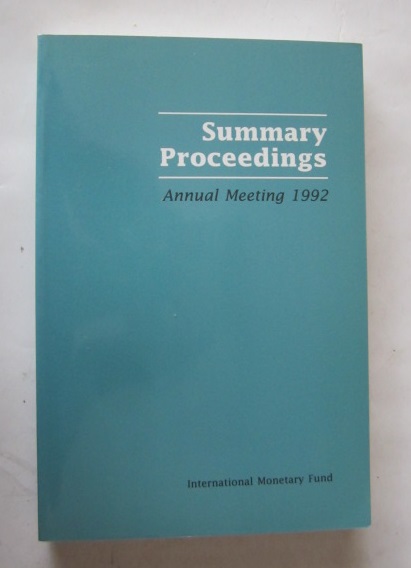 Summary
Proceedings
Annual Meeting 1992
International Monetary Fund